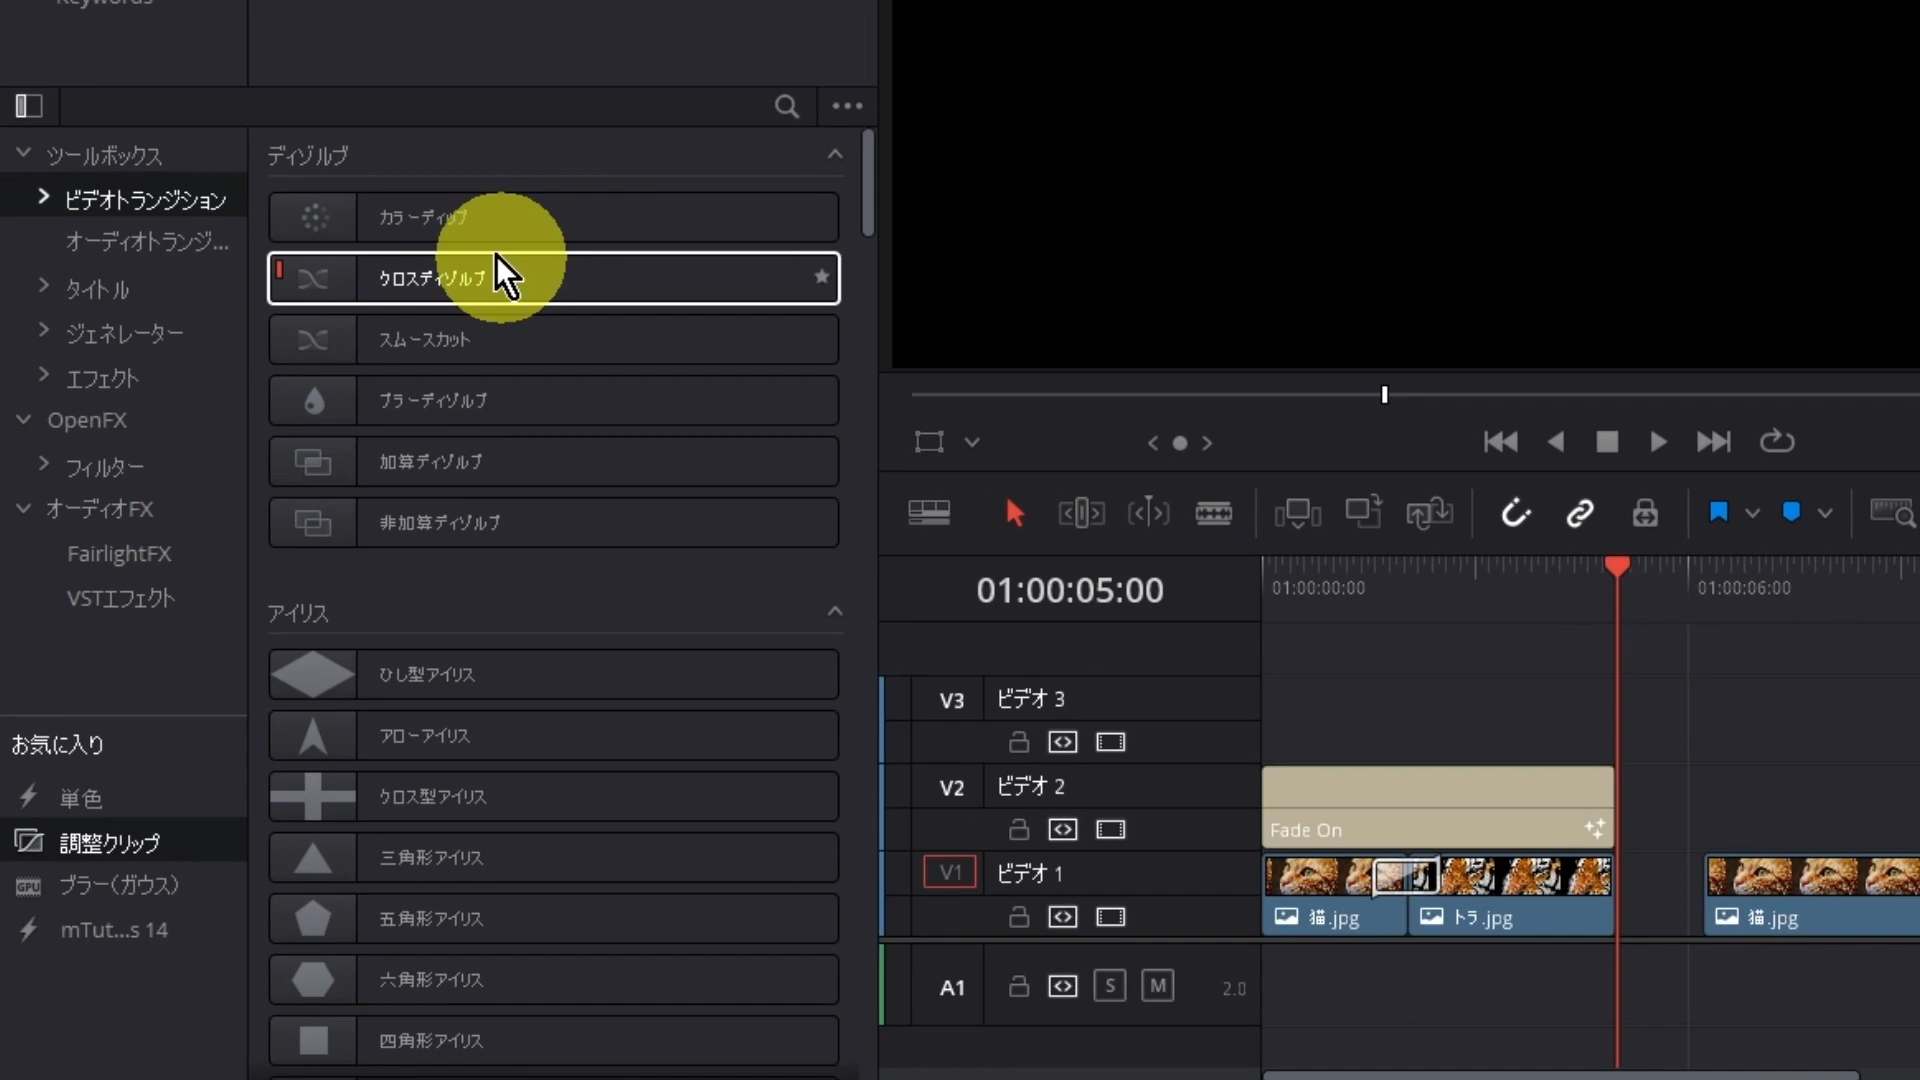 Keywords
ツールボックス
ビデオトランジション
オーディオトランジ...
タイトル
ジェネレーター
エフェクト
OpenFX
フィルター
オーディオFX
FairlightFX
VSTエフェクト
お気に入り
単色
調整クリップ
GPU
ブラー(ガウス)
mTut...s 14
ディゾルブ
カラーディップ
クロスディゾルブ
スムースカット
ブラーディゾルブ
加算ディゾルブ
非加算ディゾルブ
アイリス
ひし型アイリス
アローアイリス
クロス型アイリス
三角形アイリス
五角形アイリス
六角形アイリス
四角形アイリス
01:00:05:00
01:00:00:00
01:00:06:00
V3 ビデオ 3
V2 ビデオ 2
Fade On
V1 ビデオ 1
猫.jpg
トラ.jpg
猫.jpg
A1 S M 2.0